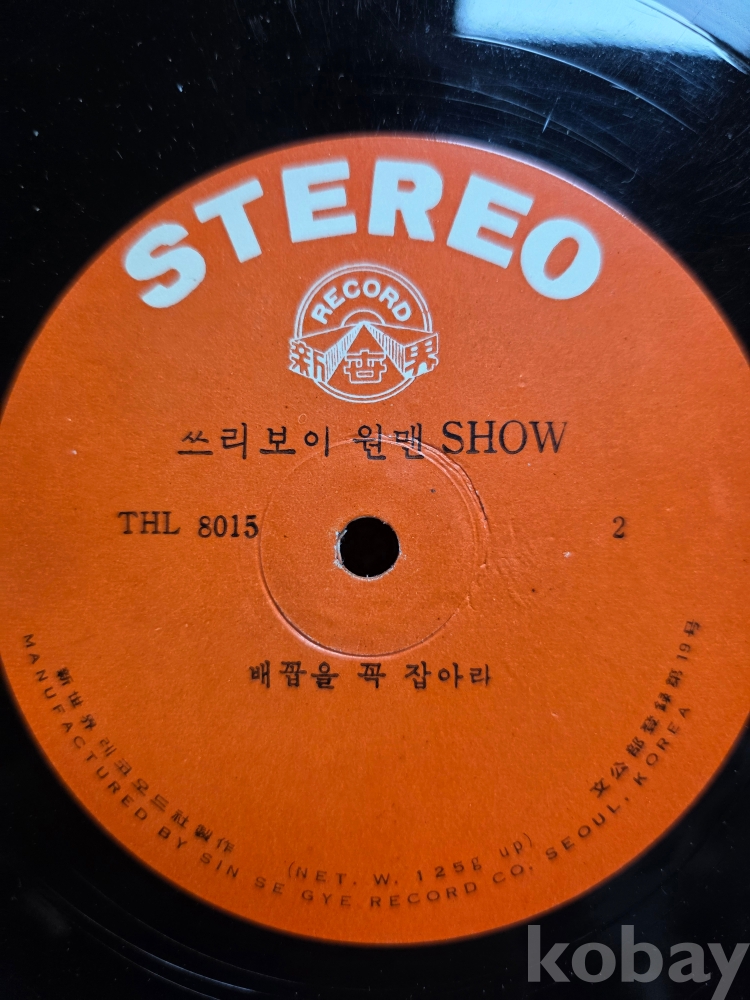 STEREO
RECORD
新世界
쓰리보이 원맨 SHOW
THL 8015
2
배꼽을 꼭 잡아라
新世界레코오드社製作
文公部登録第19号
(NET. W. 125g up)
MANUFACTURED BY SIN SE GYE RECORD CO. SEOUL, KOREA
kobay